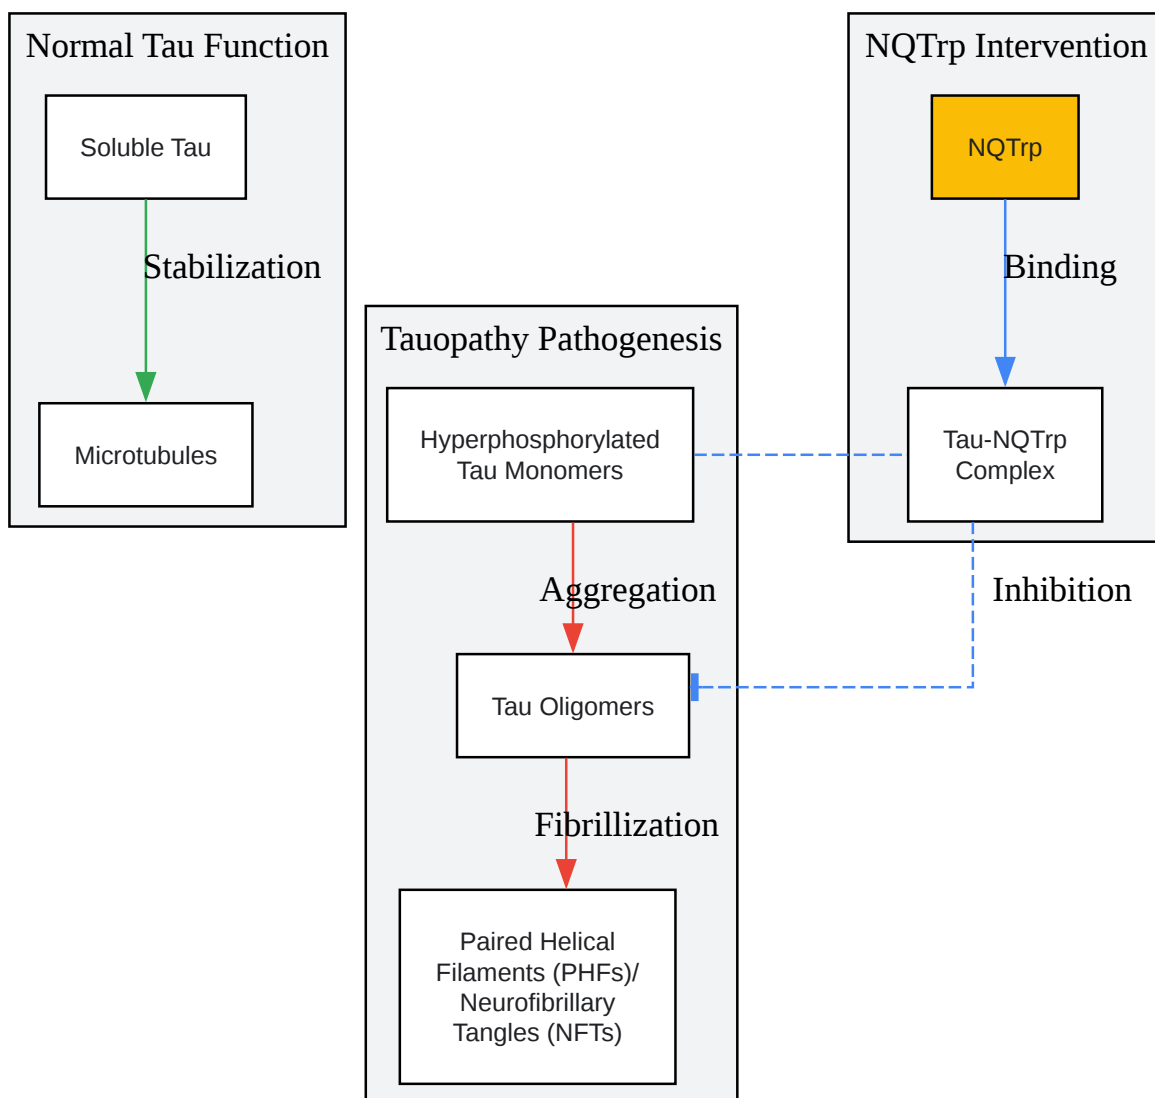 Normal Tau Function
Soluble Tau
Stabilization
Microtubules
Tauopathy Pathogenesis
Hyperphosphorylated
Tau Monomers
Aggregation
Tau Oligomers
Fibrillization
Paired Helical
Filaments (PHFs)/
Neurofibrillary
Tangles (NFTs)
NQTrp Intervention
NQTrp
Binding
Tau-NQTrp
Complex
Inhibition